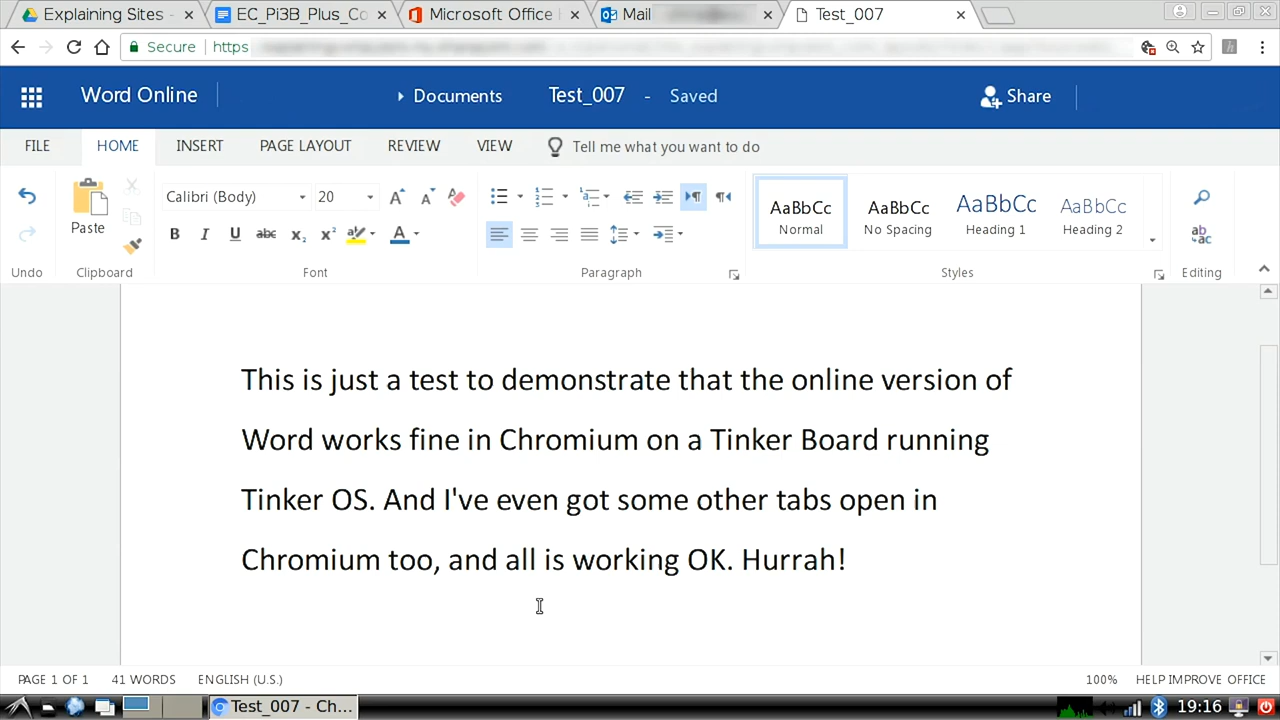 Explaining Sites -
EC_Pi3B_Plus_Co
Microsoft Office
Mail
Test_007
Secure https
Word Online
Documents
Test_007 - Saved
Share
FILE HOME INSERT PAGE LAYOUT REVIEW VIEW Tell me what you want to do
Calibri (Body) 20
Paste
B I U abc x₂ x² A
AaBbCc AaBbCc AaBbCc AaBbCc
Normal No Spacing Heading 1 Heading 2
Undo Clipboard Font Paragraph Styles Editing
This is just a test to demonstrate that the online version of
Word works fine in Chromium on a Tinker Board running
Tinker OS. And I've even got some other tabs open in
Chromium too, and all is working OK. Hurrah!
PAGE 1 OF 1 41 WORDS ENGLISH (U.S.) 100% HELP IMPROVE OFFICE
Test_007 - Ch... 19:16